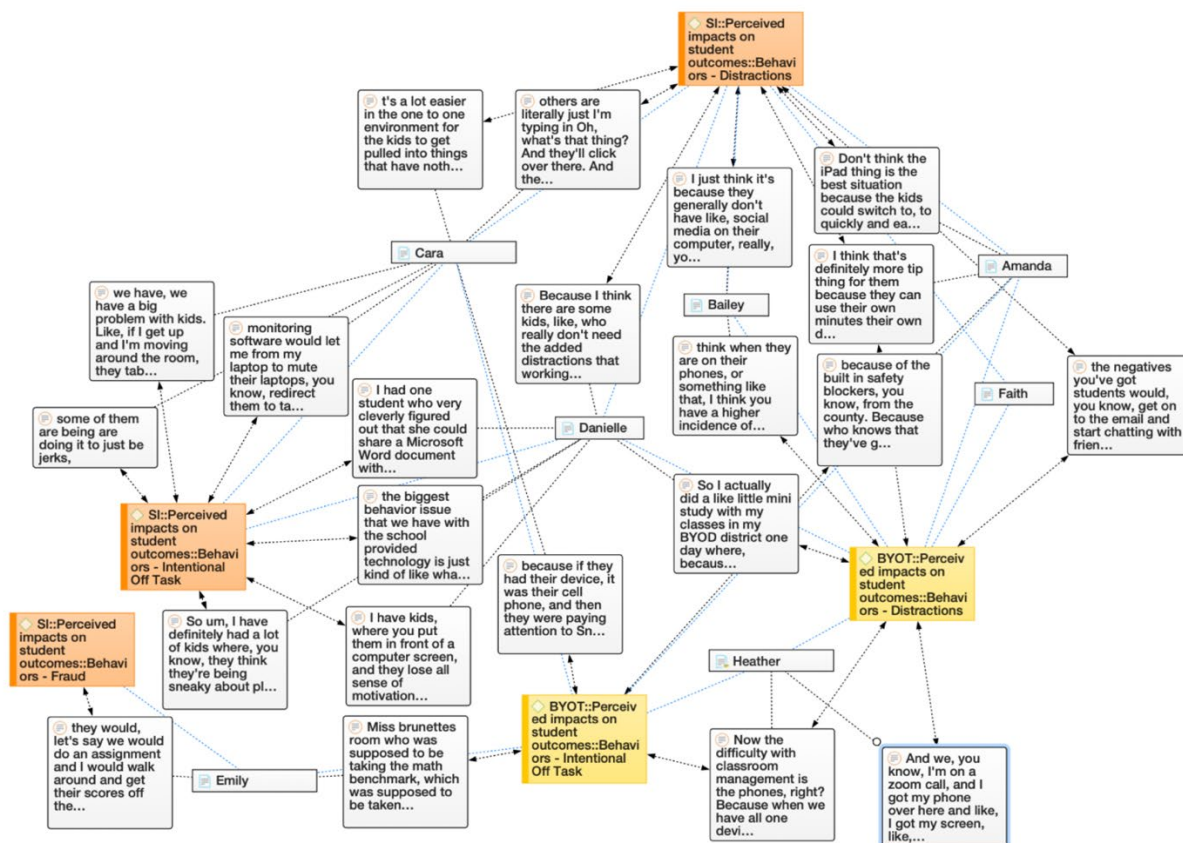 SI::Perceived
impacts on
student
outcomes::Behavi
ors - Distractions
t's a lot easier
in the one to one
environment for
the kids to get
pulled into things
that have noth...
others are
literally just I'm
typing in Oh,
what's that thing?
And they'll click
over there. And
the...
Don't think the
iPad thing is the
best situation
because the kids
could switch to, to
quickly and ea...
I just think it's
because they
generally don't
have like, social
media on their
computer, really,
yo...
Cara
I think that's
definitely more tip
thing for them
because they can
use their own
minutes their own
d...
Amanda
we have, we
have a big
problem with kids.
Like, if I get up
and I'm moving
around the room,
they tab...
Because I think
there are some
kids, like, who
really don't need
the added
distractions that
working...
Bailey
monitoring
software would let
me from my
laptop to mute
their laptops, you
know, redirect
them to ta...
think when they
are on their
phones, or
something like
that, I think you
have a higher
incidence of...
because of the
built in safety
blockers, you
know, from the
county. Because
who knows that
they've g...
the negatives
you've got
students would,
you know, get on
to the email and
start chatting with
frien...
I had one
student who very
cleverly figured
out that she could
share a Microsoft
Word document
with...
Faith
some of them
are being are
doing it to just be
jerks,
Danielle
So I actually
did a like little mini
study with my
classes in my
BYOD district one
day where,
becaus...
the biggest
behavior issue
that we have with
the school
provided
technology is just
kind of like wha...
SI::Perceived
impacts on
student
outcomes::Behavi
ors - Intentional
Off Task
BYOT::Perceiv
ed impacts on
student
outcomes::Behavi
ors - Distractions
because if they
had their device, it
was their cell
phone, and then
they were paying
attention to Sn...
So um, I have
definitely had a lot
of kids where, you
know, they think
they're being
sneaky about pl...
I have kids,
where you put
them in front of a
computer screen,
and they lose all
sense of
motivation...
SI::Perceived
impacts on
student
outcomes::Behavi
ors - Fraud
Heather
BYOT::Perceiv
ed impacts on
student
outcomes::Behavi
ors - Intentional
Off Task
they would,
let's say we would
do an assignment
and I would walk
around and get
their scores off
the...
Emily
Miss brunettes
room who was
supposed to be
taking the math
benchmark, which
was supposed to
be taken...
Now the
difficulty with
classroom
management is
the phones, right?
Because when we
have all one
devi...
And we, you
know, I'm on a
zoom call, and I
got my phone
over here and like,
I got my screen,
like,...